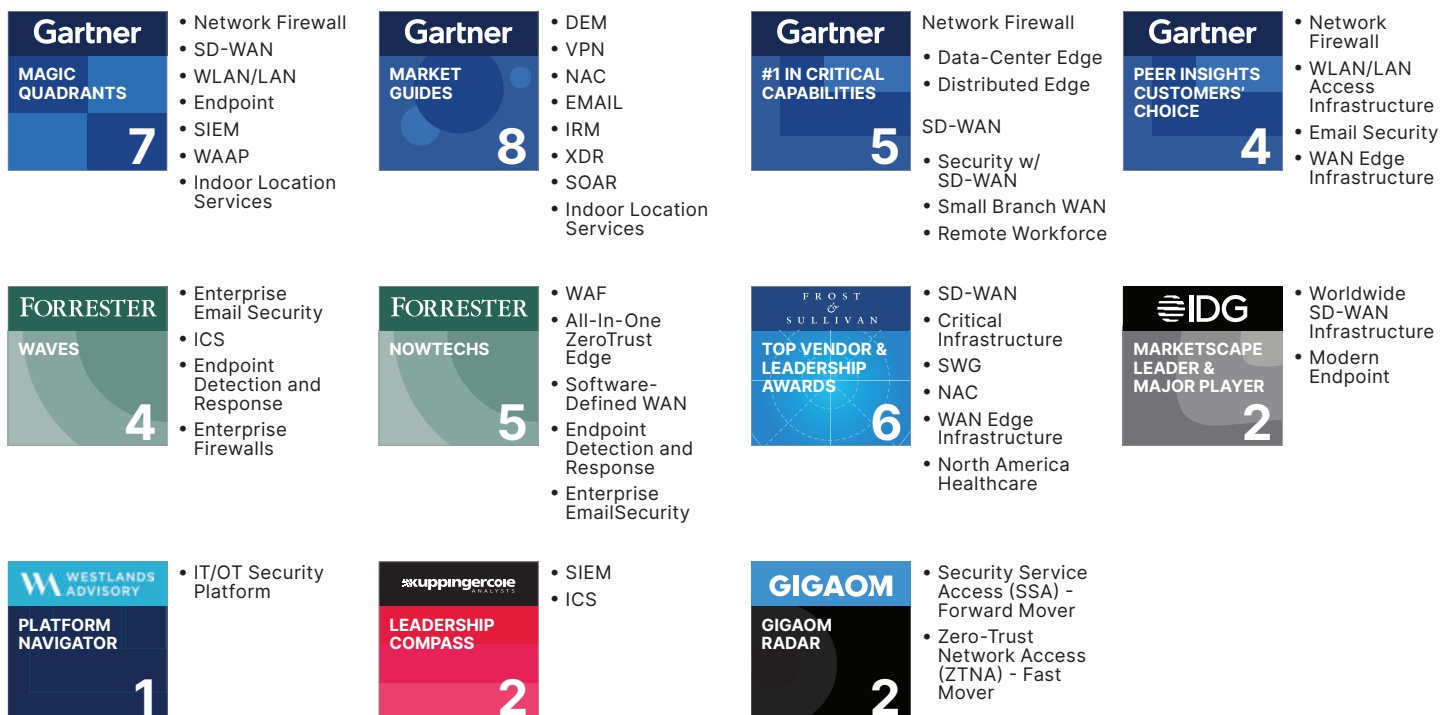 Gartner
MAGIC
QUADRANTS
7
• Network Firewall
• SD-WAN
• WLAN/LAN
• Endpoint
• SIEM
• WAAP
• Indoor Location
Services
Gartner
MARKET
GUIDES
8
• DEM
• VPN
• NAC
• EMAIL
• IRM
• XDR
• SOAR
• Indoor Location
Services
Gartner
#1 IN CRITICAL
CAPABILITIES
5
Network Firewall
• Data-Center Edge
• Distributed Edge
SD-WAN
• Security w/
SD-WAN
• Small Branch WAN
• Remote Workforce
Gartner
PEER INSIGHTS
CUSTOMERS'
CHOICE
4
• Network
Firewall
• WLAN/LAN
Access
Infrastructure
• Email Security
• WAN Edge
Infrastructure
FORRESTER
WAVES
4
• Enterprise
Email Security
• ICS
• Endpoint
Detection and
Response
• Enterprise
Firewalls
FORRESTER
NOWTECHS
5
• WAF
• All-In-One
ZeroTrust
Edge
• Software-
Defined WAN
• Endpoint
Detection and
Response
• Enterprise
EmailSecurity
FROST
&
SULLIVAN
TOP VENDOR &
LEADERSHIP
AWARDS
6
• SD-WAN
• Critical
Infrastructure
• SWG
• NAC
• WAN Edge
Infrastructure
• North America
Healthcare
IDG
MARKETSCAPE
LEADER &
MAJOR PLAYER
2
• Worldwide
SD-WAN
Infrastructure
• Modern
Endpoint
WESTLANDS
ADVISORY
PLATFORM
NAVIGATOR
1
• IT/OT Security
Platform
kuppingercole
ANALYSTS
LEADERSHIP
COMPASS
2
• SIEM
• ICS
GIGAOM
GIGAOM
RADAR
2
• Security Service
Access (SSA) -
Forward Mover
• Zero-Trust
Network Access
(ZTNA) - Fast
Mover